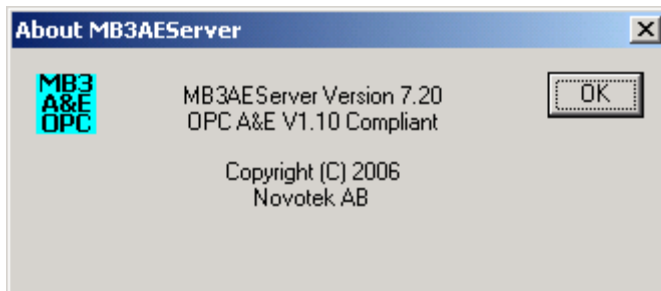 About MB3AEServer
MB3
A&E
OPC
MB3AEServer Version 7.20
OPC A&E V1.10 Compliant
OK
Copyright (C) 2006
Novotek AB